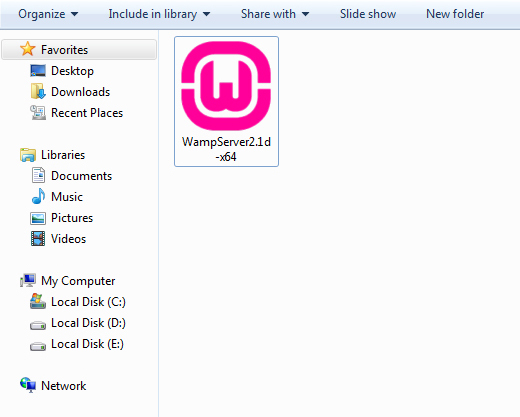 Organize Include in library Share with Slide show New folder
Favorites
Desktop
Downloads
Recent Places
WampServer2.1d
-x64
Libraries
Documents
Music
Pictures
Videos
My Computer
Local Disk (C:)
Local Disk (D:)
Local Disk (E:)
Network